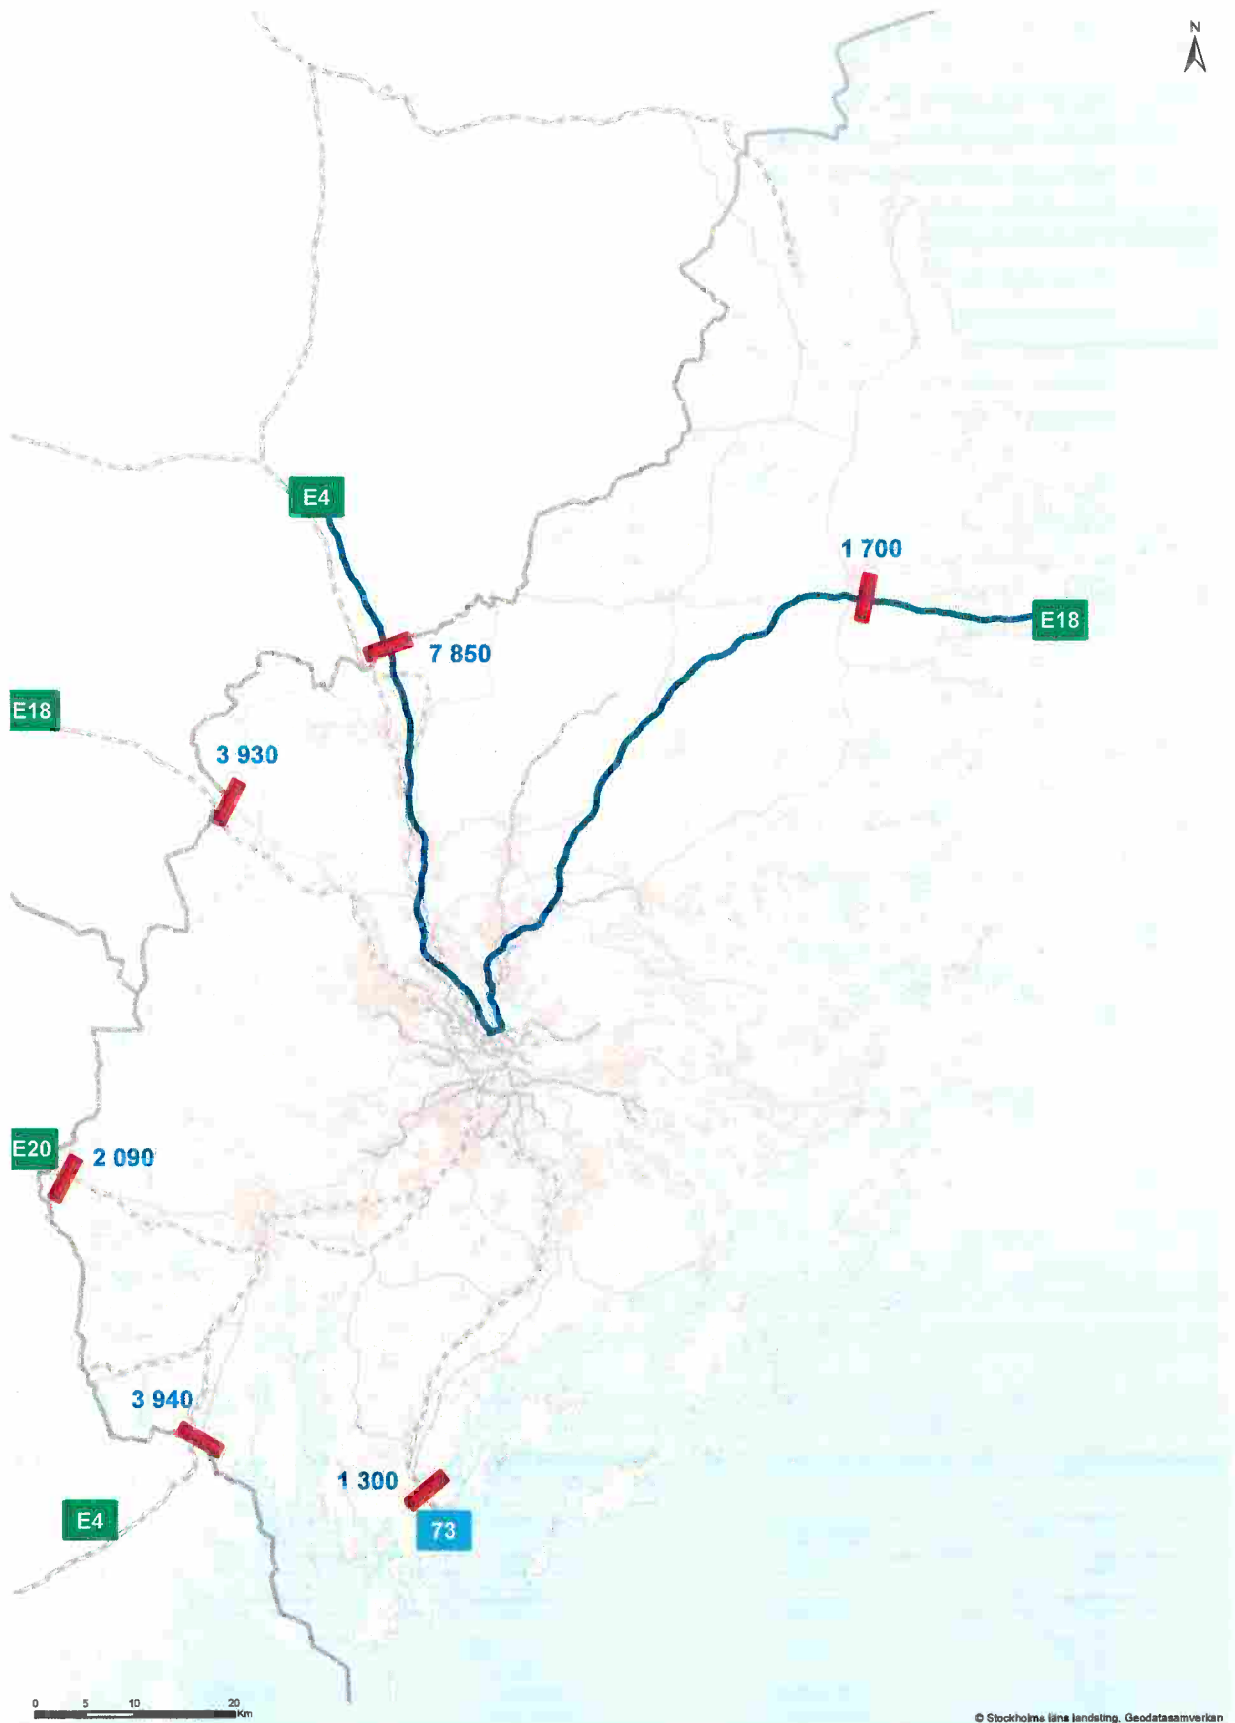 N
E4
1 700
E18
7 850
E18
3 930
E20
2 090
3 940
1 300
E4
73
0 5 10 20
Km
© Stockholms läns landsting, Geodatasamverkan